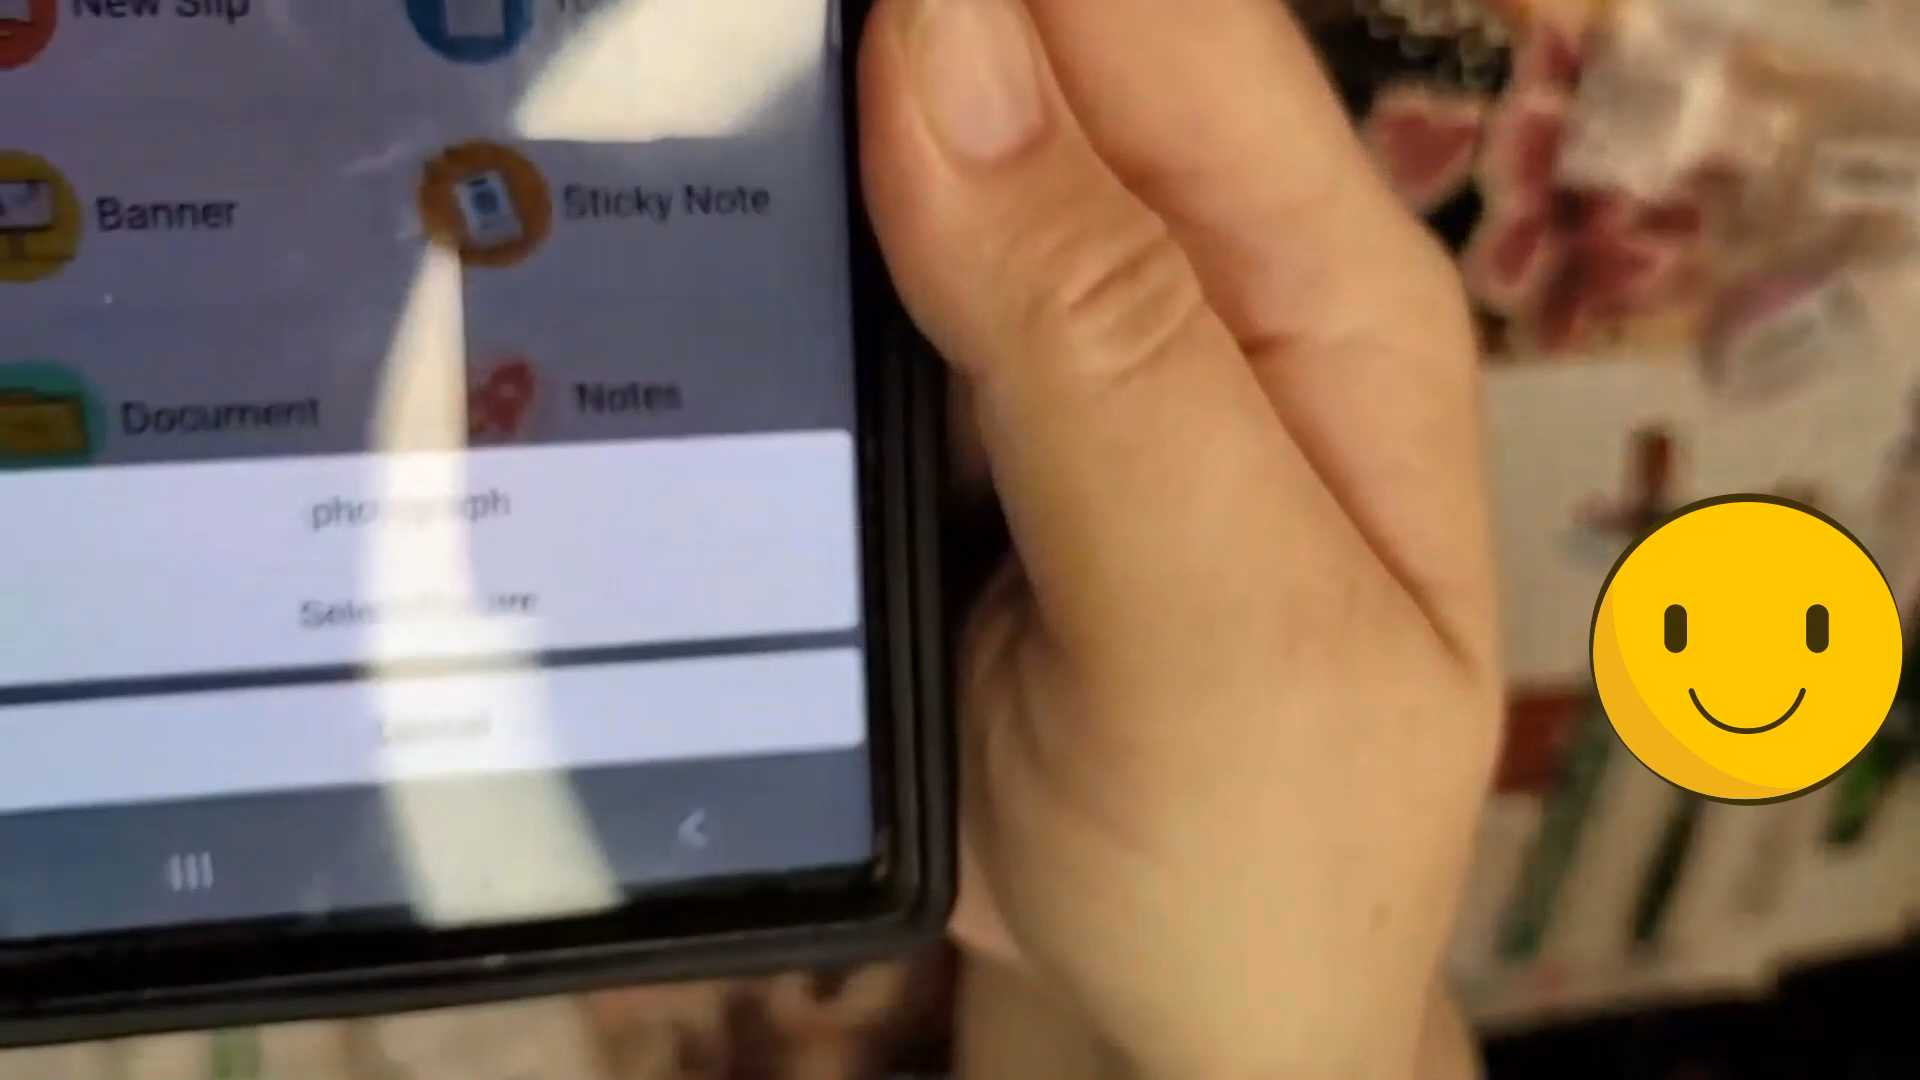 New Slip
Banner
Sticky Note
Document
Notes
photograph